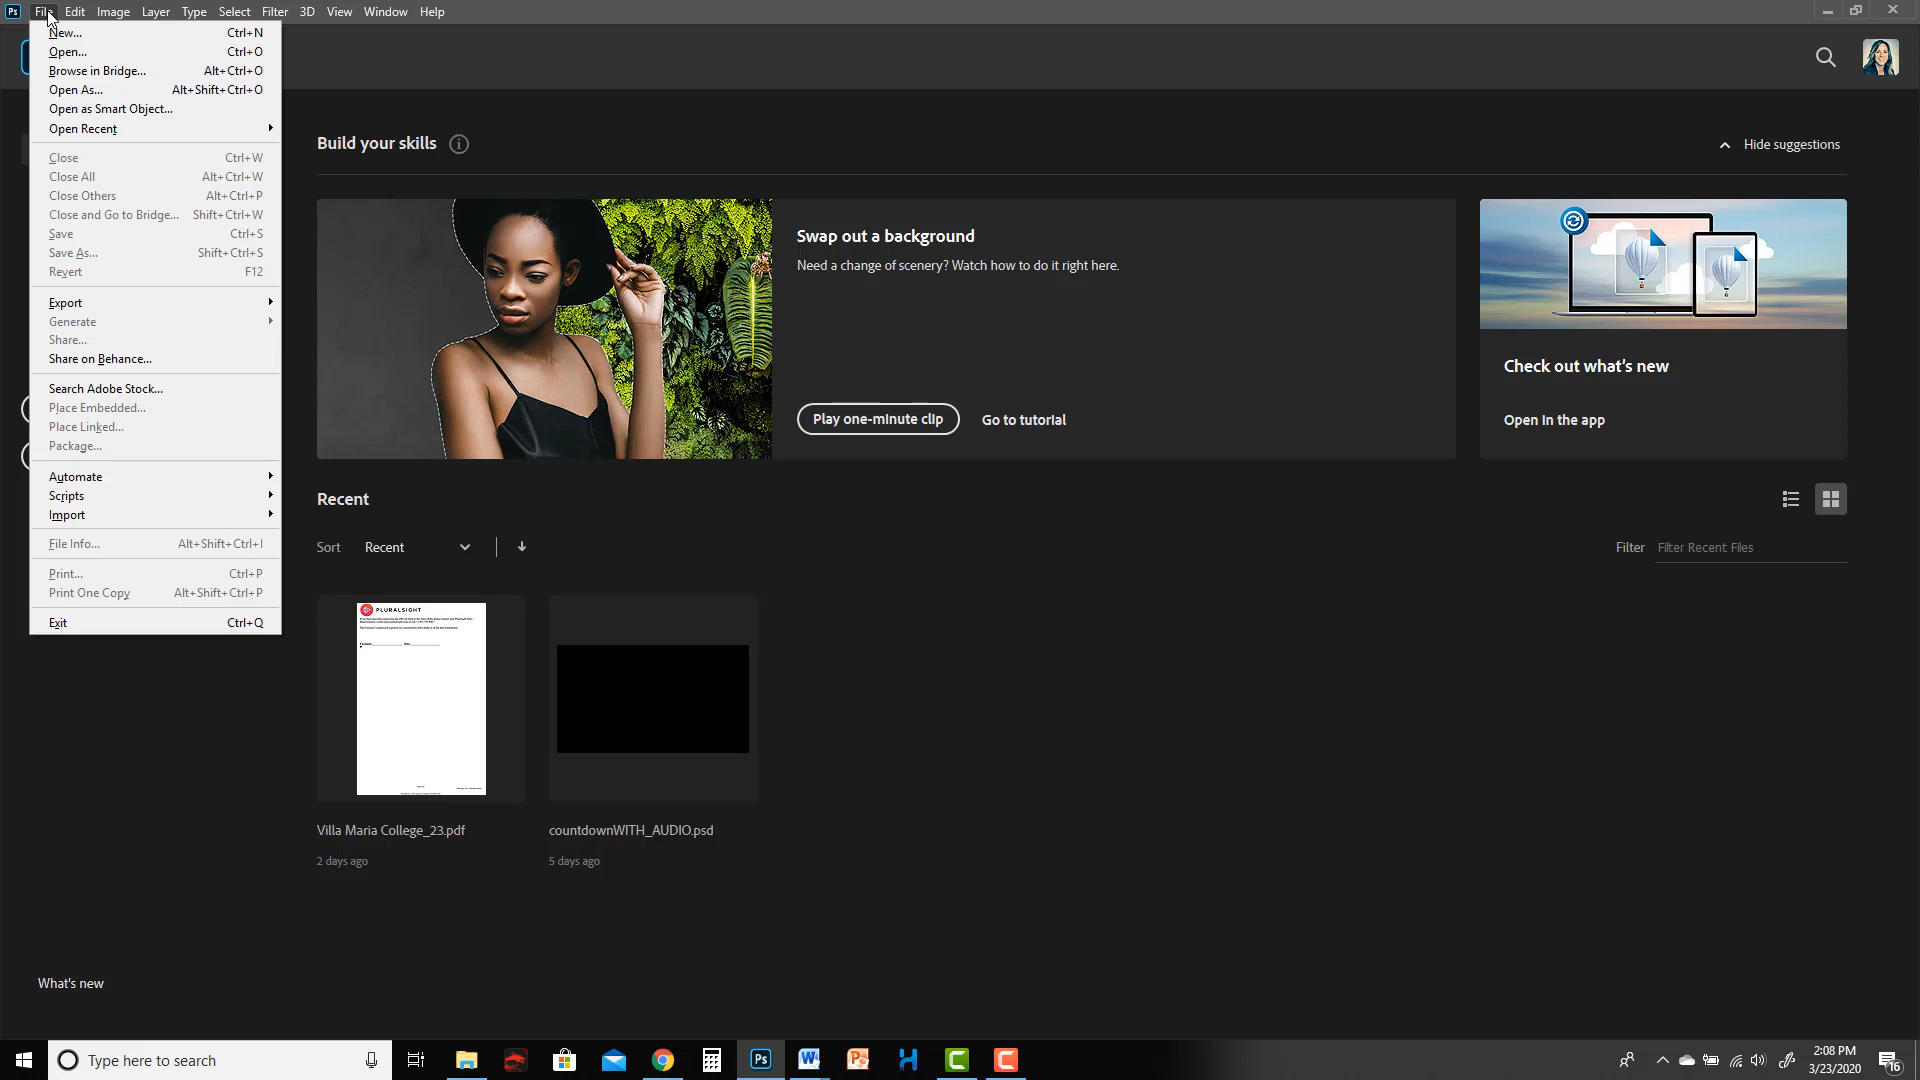 Ps File Edit Image Layer Type Select Filter 3D View Window Help
New... Ctrl+N
Open... Ctrl+O
Browse in Bridge... Alt+Ctrl+O
Open As... Alt+Shift+Ctrl+O
Open as Smart Object...
Open Recent
Close Ctrl+W
Close All Alt+Ctrl+W
Close Others Alt+Ctrl+P
Close and Go to Bridge... Shift+Ctrl+W
Save Ctrl+S
Save As... Shift+Ctrl+S
Revert F12
Export
Generate
Share...
Share on Behance...
Search Adobe Stock...
Place Embedded...
Place Linked...
Package...
Automate
Scripts
Import
File Info... Alt+Shift+Ctrl+I
Print... Ctrl+P
Print One Copy Alt+Shift+Ctrl+P
Exit Ctrl+Q
Build your skills
Hide suggestions
Swap out a background
Need a change of scenery? Watch how to do it right here.
Play one-minute clip Go to tutorial
Check out what's new
Open in the app
Recent
Sort Recent
Filter Filter Recent Files
PLURALSIGHT
Villa Maria College_23.pdf
2 days ago
countdownWITH_AUDIO.psd
5 days ago
What's new
Type here to search
Ps
2:08 PM
3/23/2020
16